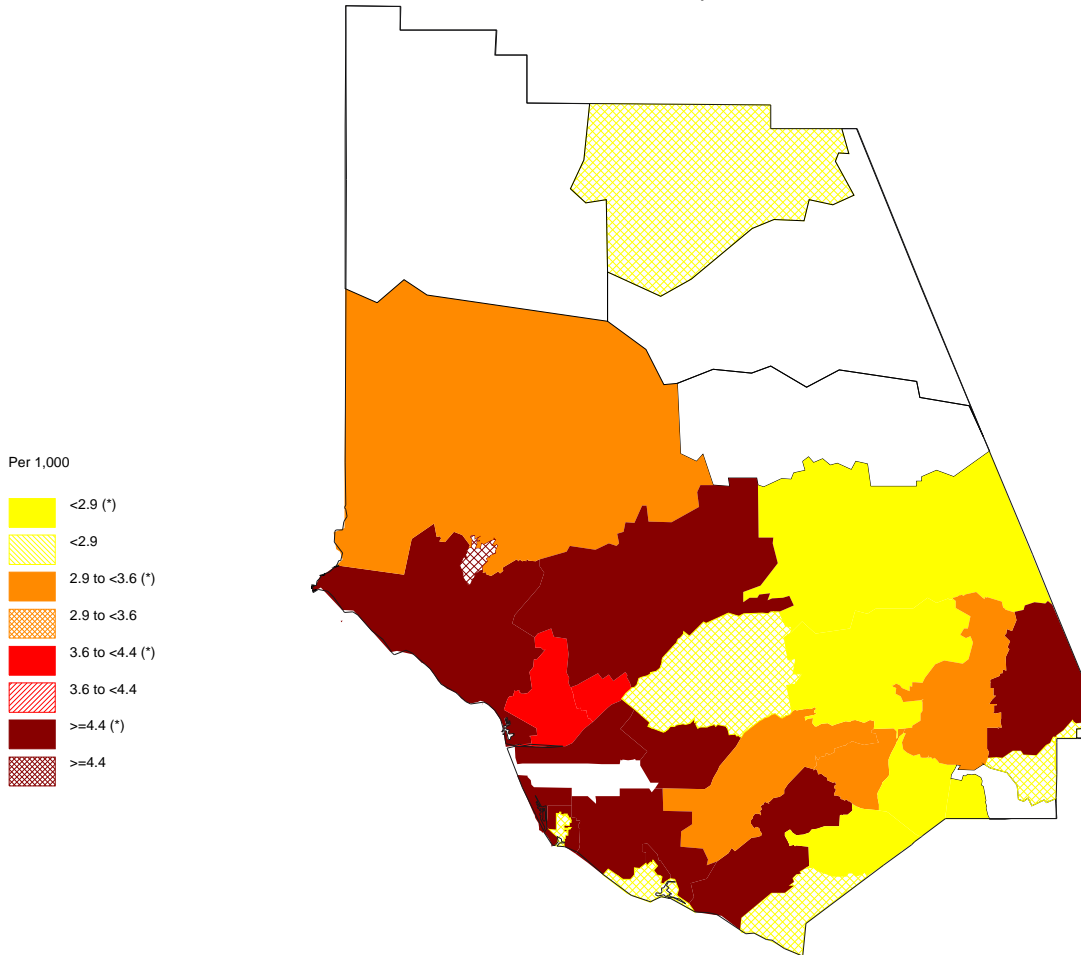 Per 1,000
<2.9 (*)
<2.9
2.9 to <3.6 (*)
2.9 to <3.6
3.6 to <4.4 (*)
3.6 to <4.4
>=4.4 (*)
>=4.4